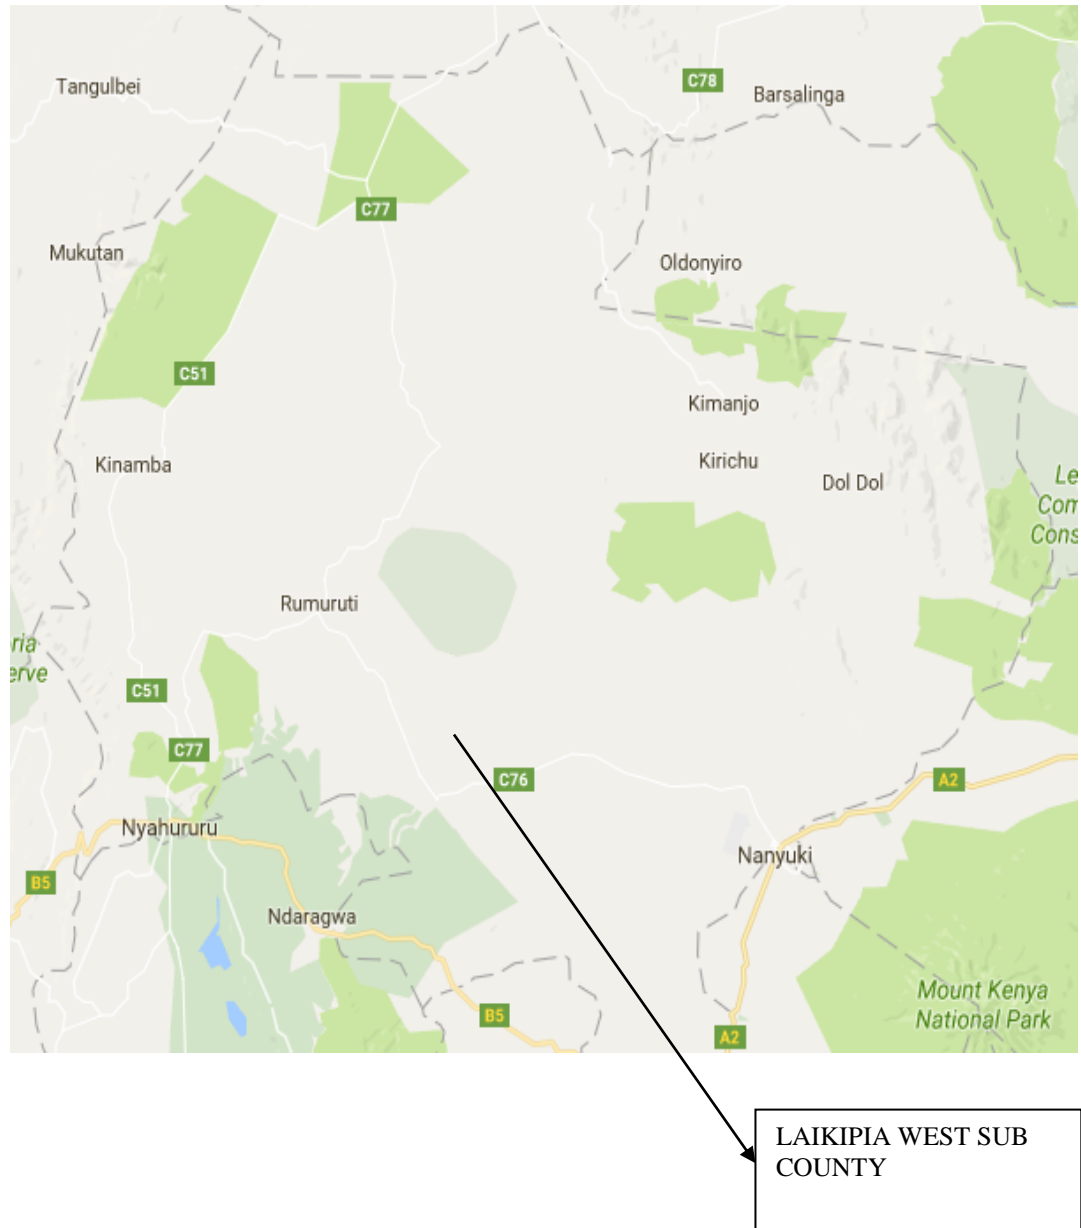 C78
Tangulbei
Barsalinga
C77
Mukutan
Oldonyiro
C51
Kimanjo
Kirichu
Kinamba
Dol Dol
Le
Com
Cons
Rumuruti
ria
erve
C51
C77
C76
A2
Nyahururu
Nanyuki
B5
Ndaragwa
Mount Kenya
National Park
B5
A2
LAIKIPIA WEST SUB
COUNTY